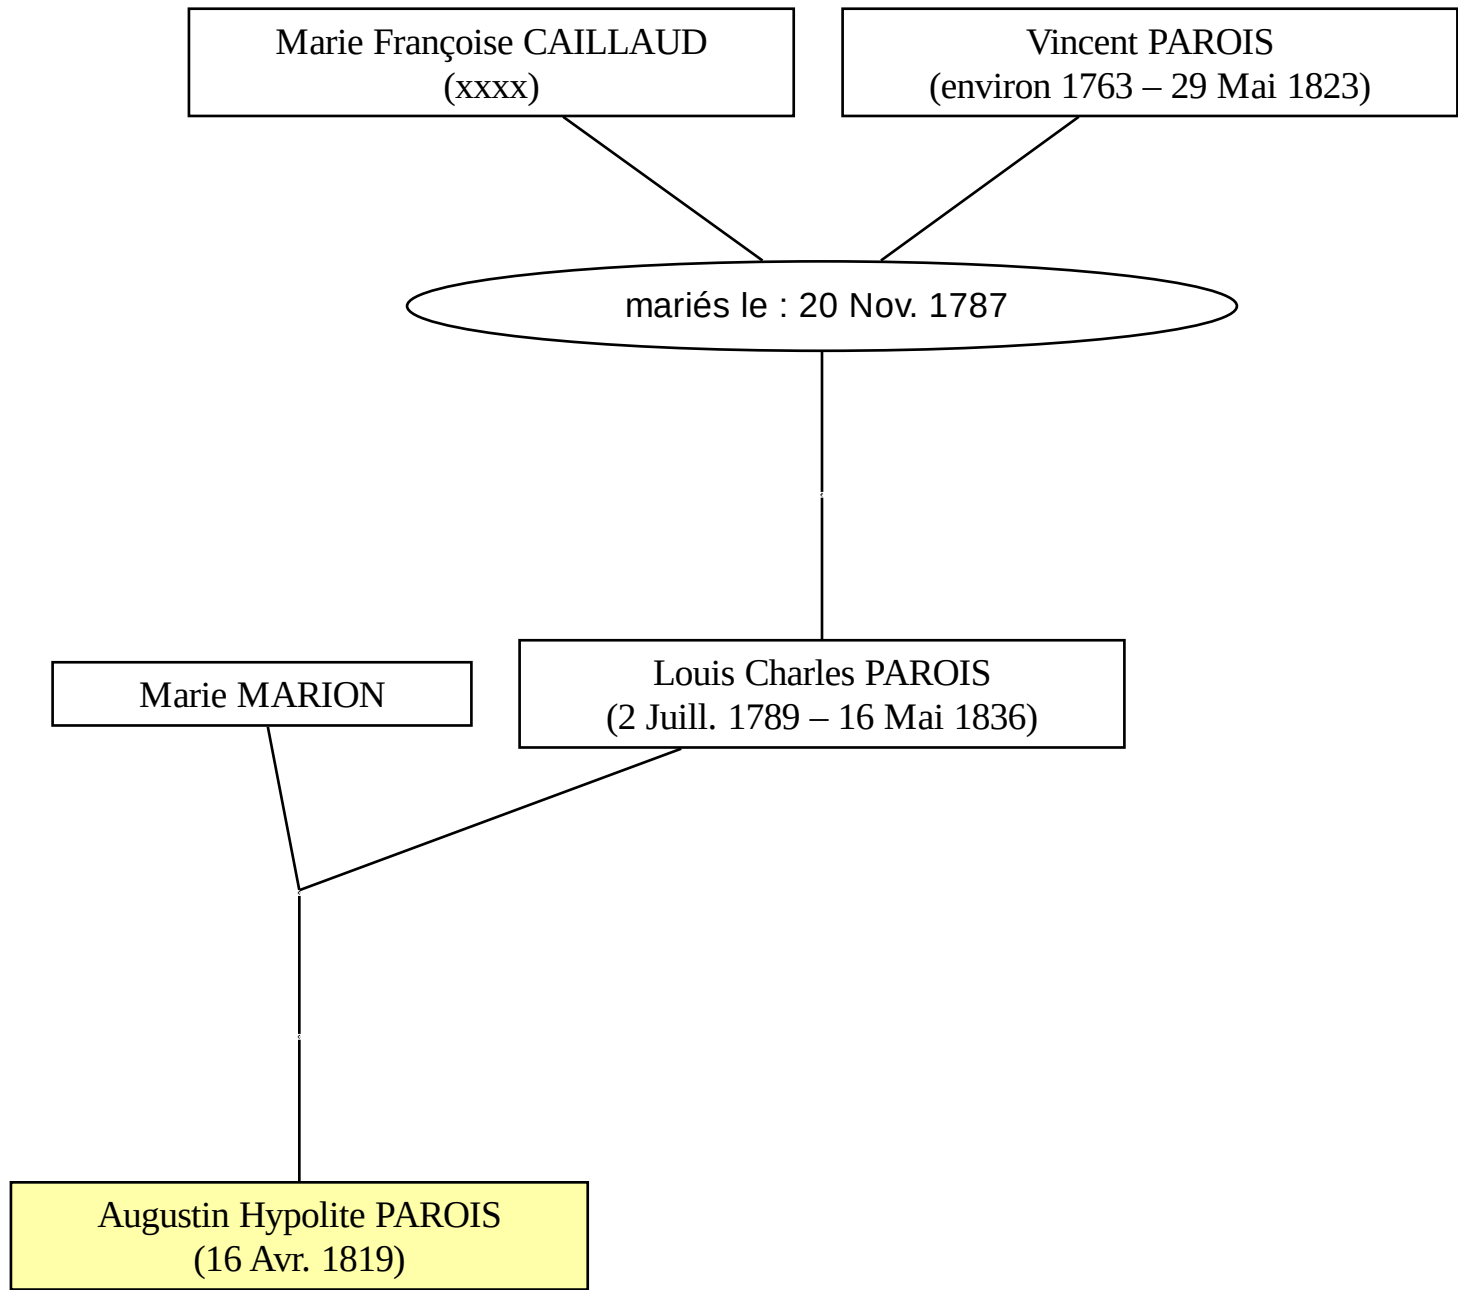 Marie Françoise CAILLAUD
(xxxx)
Vincent PAROIS
(environ 1763 – 29 Mai 1823)
mariés le : 20 Nov. 1787
Marie MARION
Louis Charles PAROIS
(2 Juill. 1789 – 16 Mai 1836)
Augustin Hypolite PAROIS
(16 Avr. 1819)